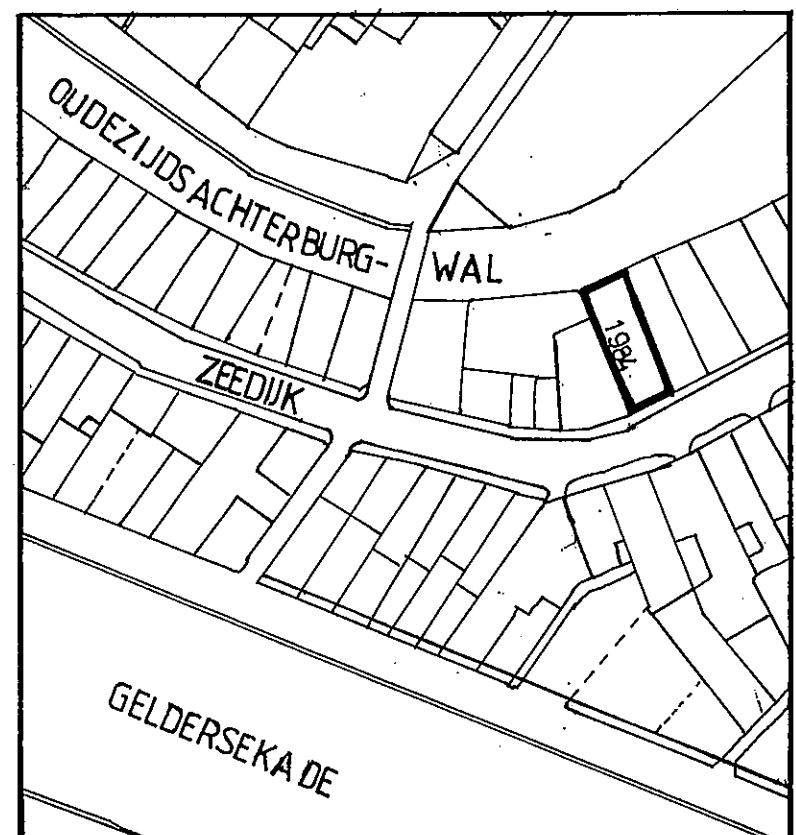 OUDEZIJDS ACHTERBURG-
WAL
1984
ZEEDIJK
GELDERSEKADE